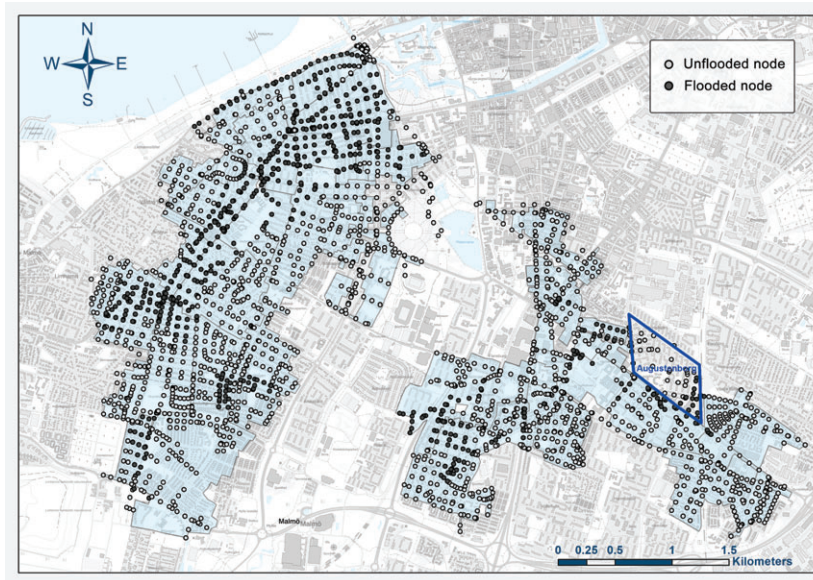 N
W E
S
Unflooded node
Flooded node
Augustenborg
Malmö
0 0.25 0.5 1 1.5
Kilometers